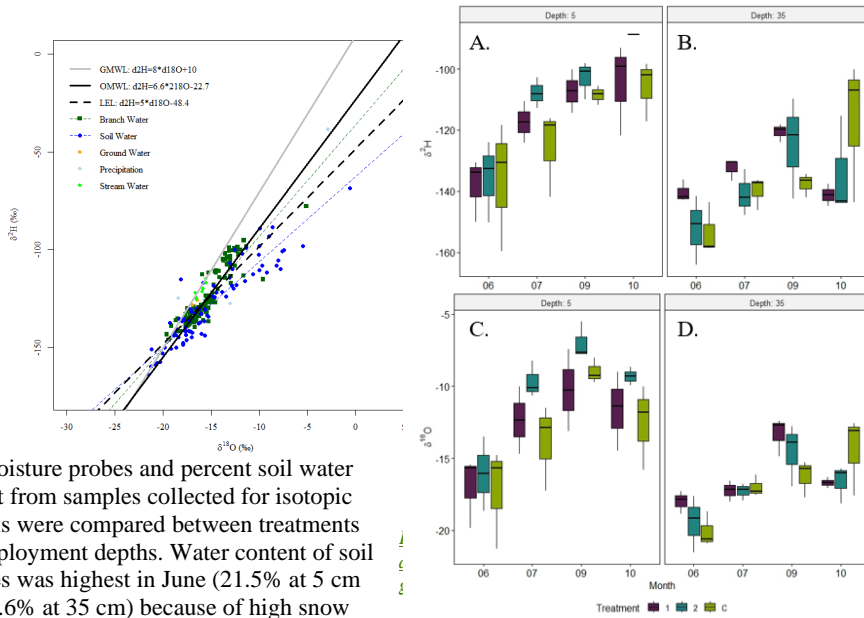 GMWL: d2H=8*d18O+10
OMWL: d2H=6.6*218O-22.7
LEL: d2H=5*d18O-48.4
Branch Water
Soil Water
Ground Water
Precipitation
Stream Water
δ²H (‰)
0
-50
-100
-150
-30 -25 -20 -15 -10 -5 0
δ¹⁸O (‰)
oisture probes and percent soil water
t from samples collected for isotopic
s were compared between treatments
ployment depths. Water content of soil
es was highest in June (21.5% at 5 cm
.6% at 35 cm) because of high snow
Depth: 5 Depth: 35
A. B.
δ²H
-100
-120
-140
-160
06 07 09 10 06 07 09 10
Depth: 5 Depth: 35
C. D.
δ¹⁸O
-5
-10
-15
-20
06 07 09 10 06 07 09 10
Month
Treatment 1 2 C